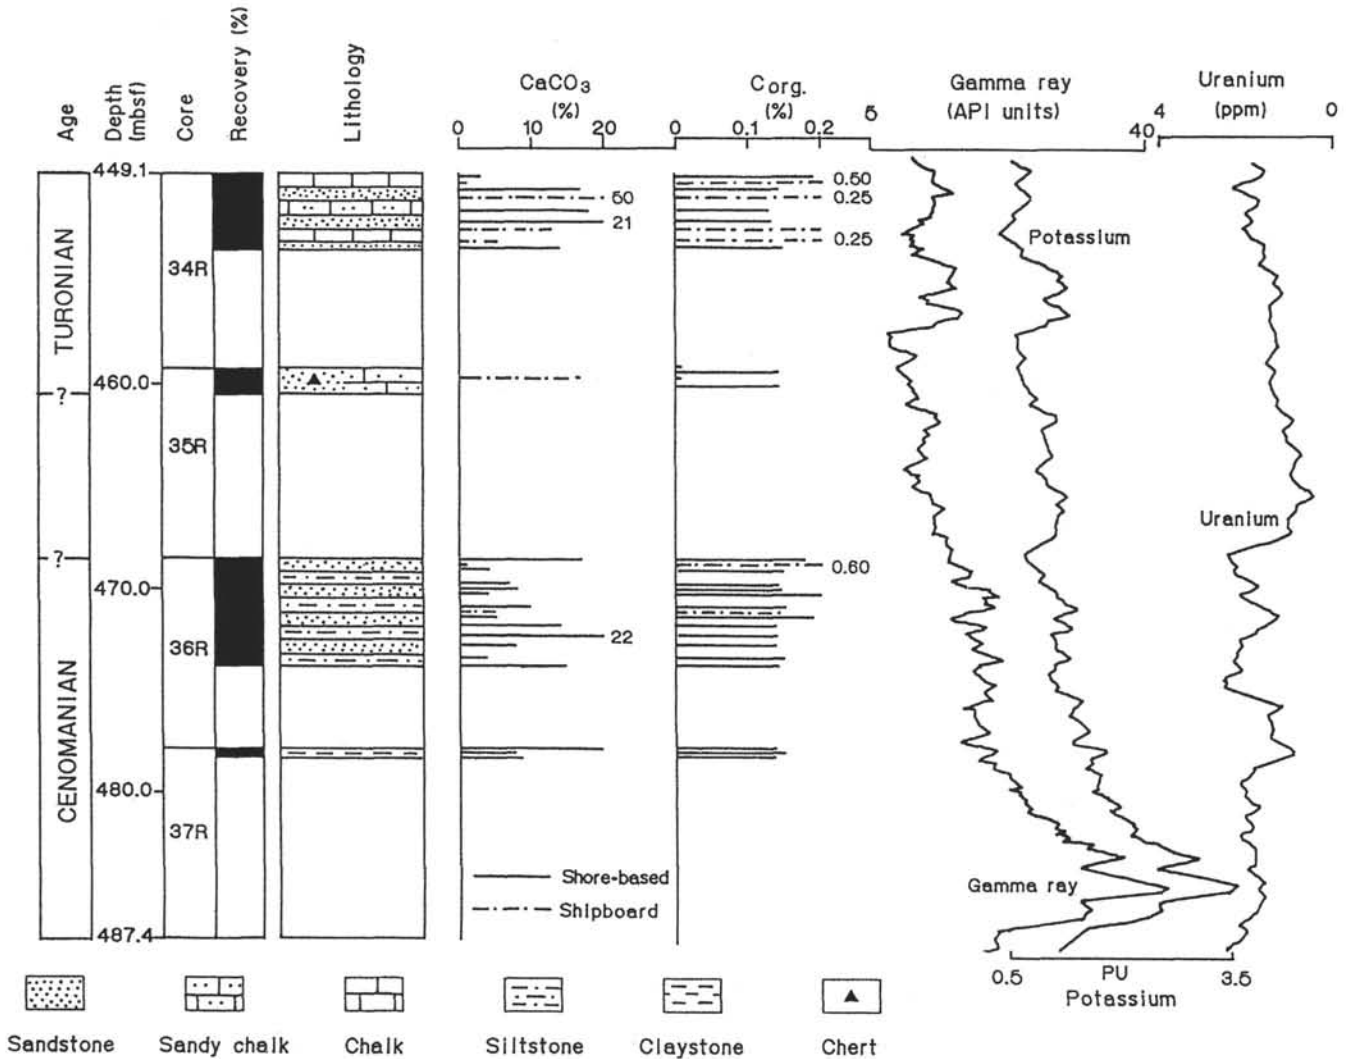 Age
Depth
(mbsf)
Core
Recovery (%)
Lithology
CaCO3
(%)
0 10 20
Corg.
(%)
0 0.1 0.2
Gamma ray
(API units)
5 40
Uranium
(ppm)
4 0
449.1
460.0
470.0
480.0
487.4
TURONIAN
?
?
CENOMANIAN
34R
35R
36R
37R
50
21
22
0.50
0.25
0.25
0.60
Potassium
Uranium
Gamma ray
Shore-based
Shipboard
0.5 PU 3.5
Potassium
Sandstone
Sandy chalk
Chalk
Siltstone
Claystone
Chert